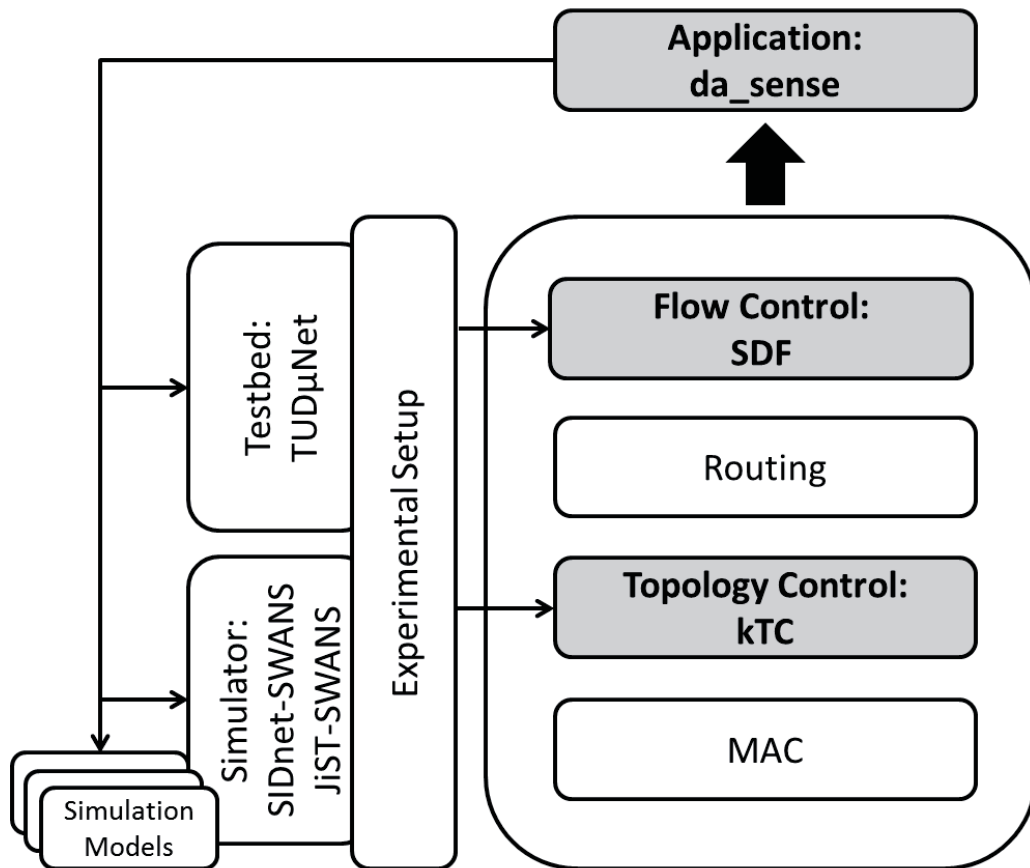 Application:
da_sense
Flow Control:
SDF
Routing
Topology Control:
kTC
MAC
Experimental Setup
Testbed:
TUDµNet
Simulator:
SIDnet-SWANS
JiST-SWANS
Simulation
Models